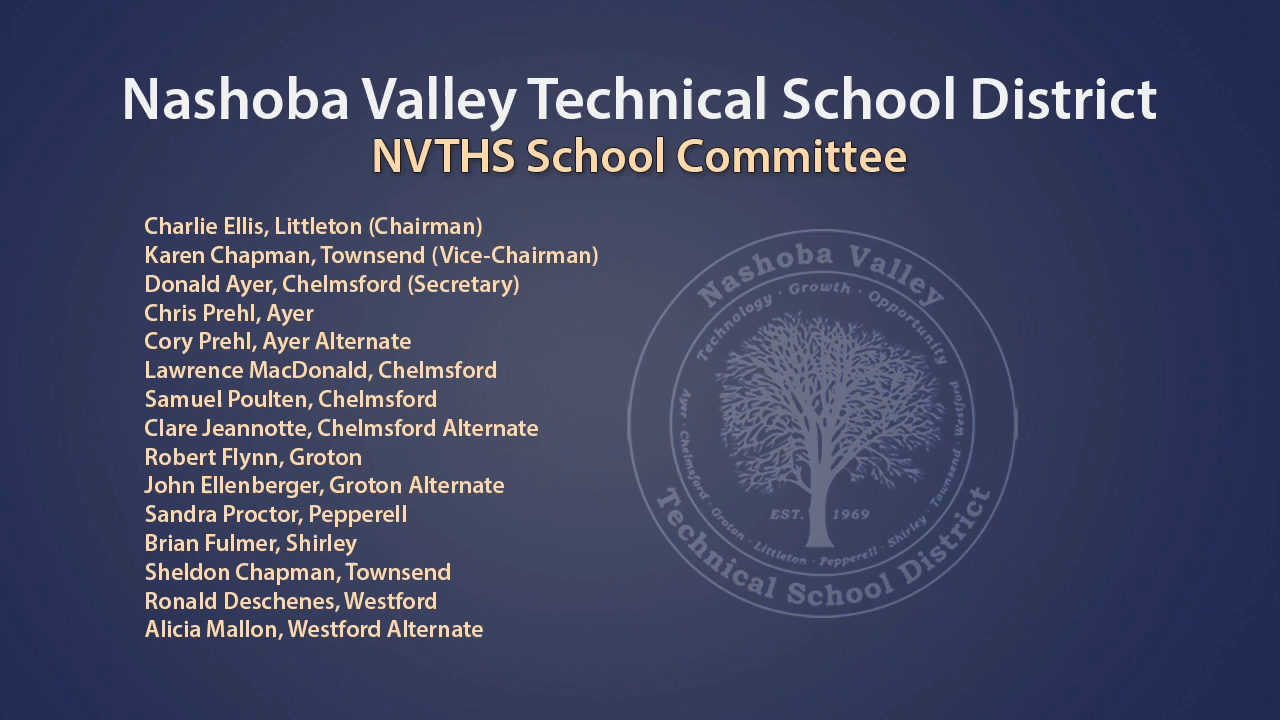 Nashoba Valley Technical School District
NVTHS School Committee
Charlie Ellis, Littleton (Chairman)
Karen Chapman, Townsend (Vice-Chairman)
Donald Ayer, Chelmsford (Secretary)
Chris Prehl, Ayer
Cory Prehl, Ayer Alternate
Lawrence MacDonald, Chelmsford
Samuel Poulten, Chelmsford
Clare Jeannotte, Chelmsford Alternate
Robert Flynn, Groton
John Ellenberger, Groton Alternate
Sandra Proctor, Pepperell
Brian Fulmer, Shirley
Sheldon Chapman, Townsend
Ronald Deschenes, Westford
Alicia Mallon, Westford Alternate
Nashoba Valley
Technology · Growth · Opportunity
EST. 1969
Ayer · Chelmsford · Groton · Littleton · Pepperell · Shirley · Townsend · Westford
Technical School District